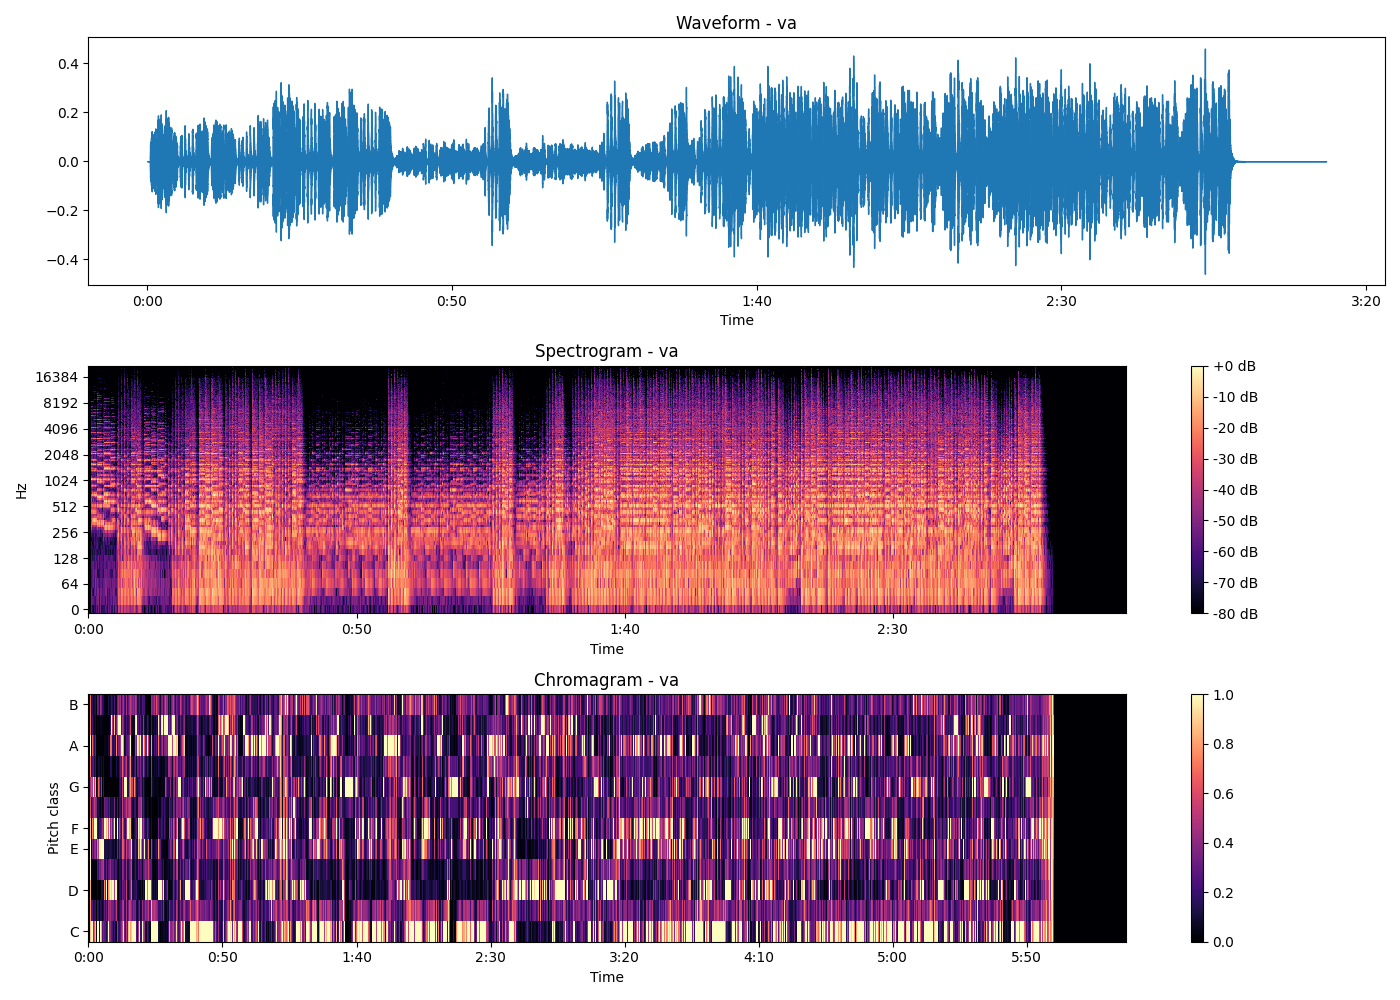 Waveform - va
0.4
0.2
0.0
−0.2
−0.4
0:00 0:50 1:40 2:30 3:20
Time
Spectrogram - va
Hz
16384
8192
4096
2048
1024
512
256
128
64
0
0:00 0:50 1:40 2:30
Time
+0 dB
-10 dB
-20 dB
-30 dB
-40 dB
-50 dB
-60 dB
-70 dB
-80 dB
Chromagram - va
Pitch class
B
A
G
F
E
D
C
0:00 0:50 1:40 2:30 3:20 4:10 5:00 5:50
Time
1.0
0.8
0.6
0.4
0.2
0.0